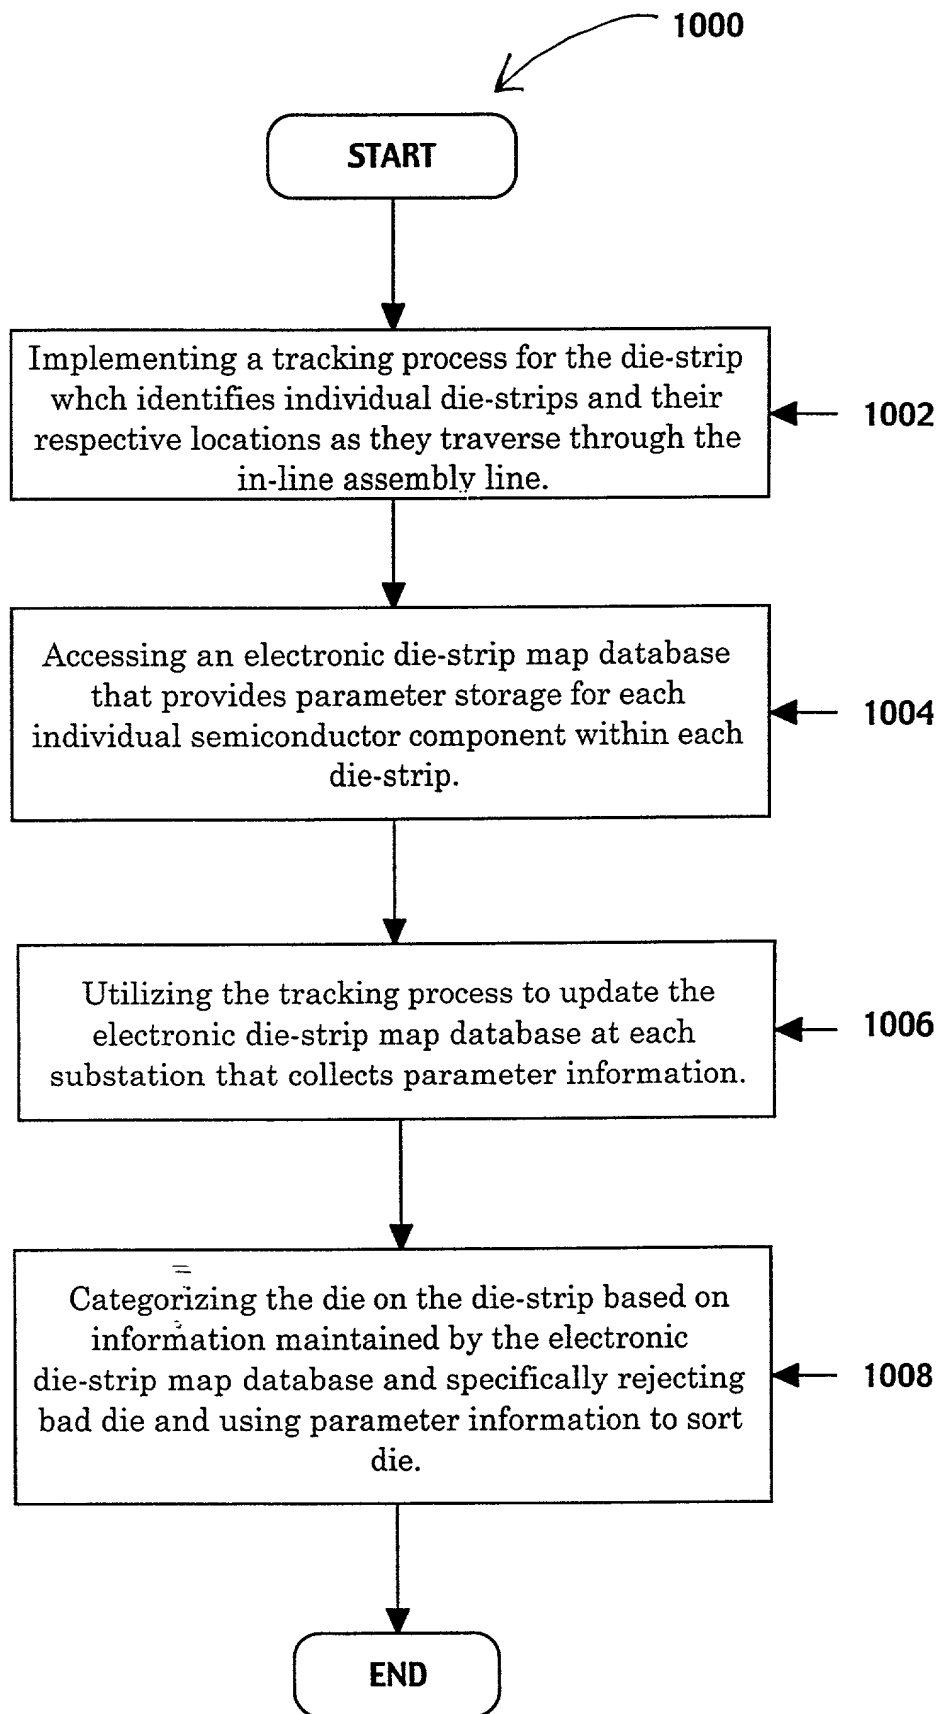 1000
START
Implementing a tracking process for the die-strip
whch identifies individual die-strips and their
respective locations as they traverse through the
in-line assembly line.
1002
Accessing an electronic die-strip map database
that provides parameter storage for each
individual semiconductor component within each
die-strip.
1004
Utilizing the tracking process to update the
electronic die-strip map database at each
substation that collects parameter information.
1006
Categorizing the die on the die-strip based on
information maintained by the electronic
die-strip map database and specifically rejecting
bad die and using parameter information to sort
die.
1008
END